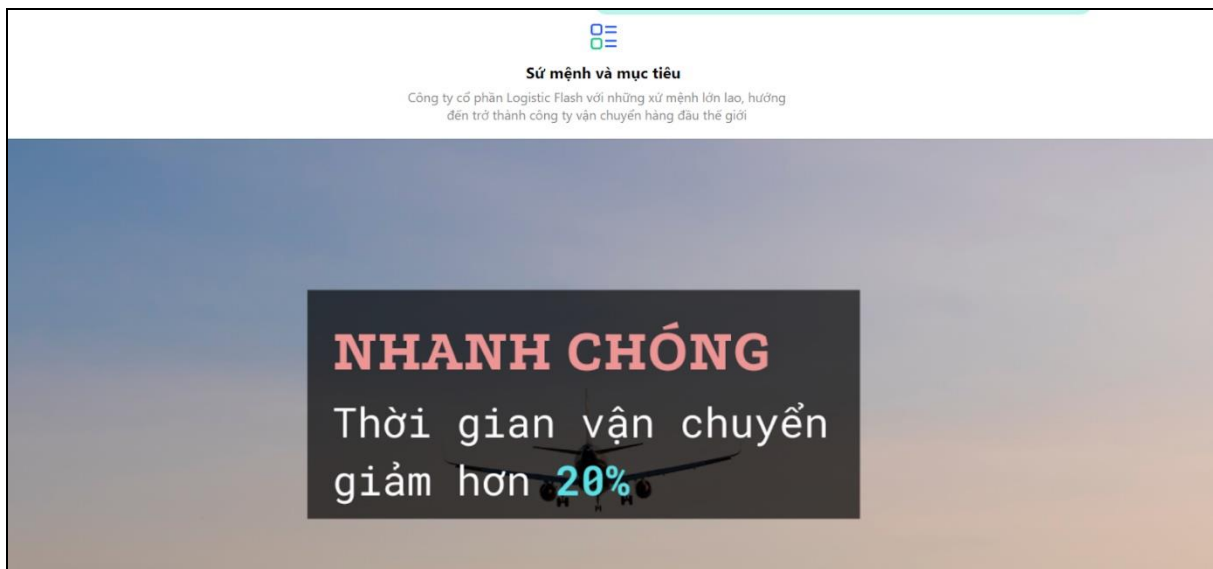 Sứ mệnh và mục tiêu
Công ty cổ phần Logistic Flash với những xứ mệnh lớn lao, hướng
đến trở thành công ty vận chuyển hàng đầu thế giới
NHANH CHÓNG
Thời gian vận chuyển
giảm hơn 20%